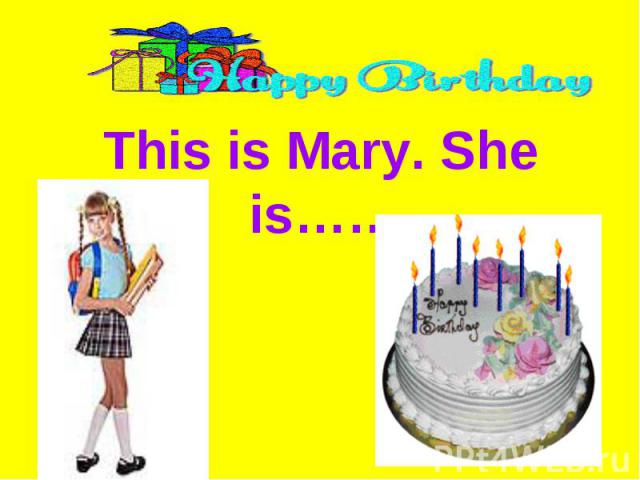 Happy Birthday
This is Mary. She
is……
Happy
Birthday
PPt4WEB.ru